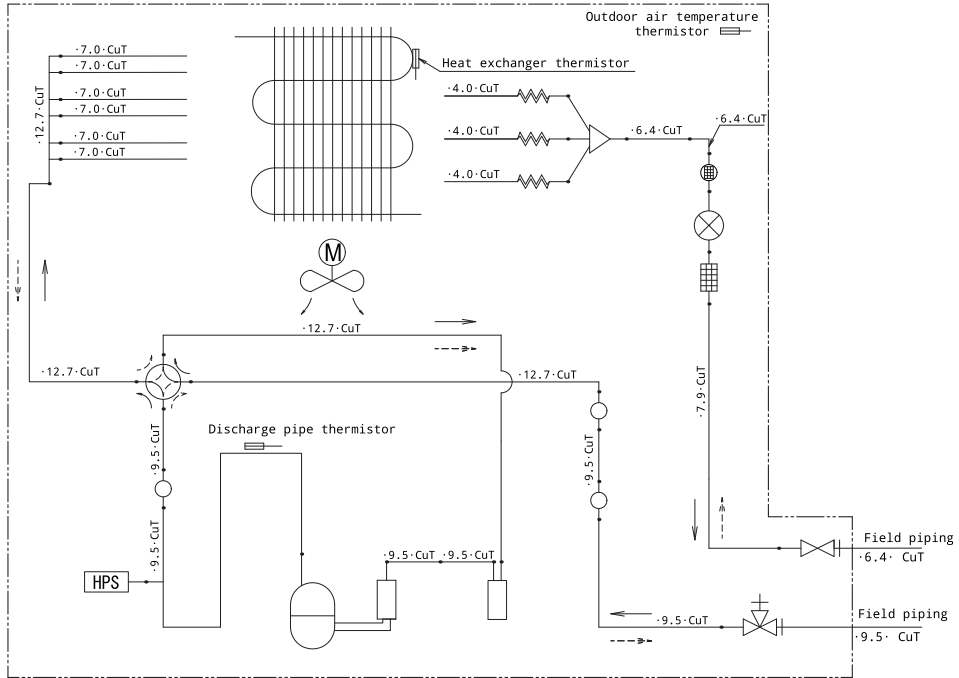 Outdoor air temperature
thermistor
·7.0·CuT
·7.0·CuT
·7.0·CuT
·7.0·CuT
·7.0·CuT
·7.0·CuT
·12.7·CuT
Heat exchanger thermistor
·4.0·CuT
·4.0·CuT
·4.0·CuT
·6.4·CuT
·6.4·CuT
M
·12.7·CuT
·12.7·CuT
·12.7·CuT
·7.9·CuT
Discharge pipe thermistor
·9.5·CuT
·9.5·CuT
·9.5·CuT
HPS
·9.5·CuT ·9.5·CuT
Field piping
·6.4· CuT
Field piping
·9.5·CuT
·9.5· CuT